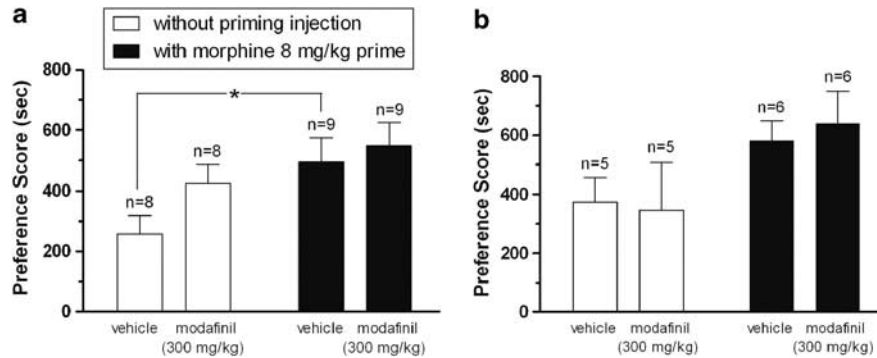 a
without priming injection
with morphine 8 mg/kg prime
Preference Score (sec)
800
600
400
200
0
*
n=8
n=8
n=9
n=9
vehicle
modafinil
(300 mg/kg)
vehicle
modafinil
(300 mg/kg)
b
Preference Score (sec)
800
600
400
200
0
n=5
n=5
n=6
n=6
vehicle
modafinil
(300 mg/kg)
vehicle
modafinil
(300 mg/kg)